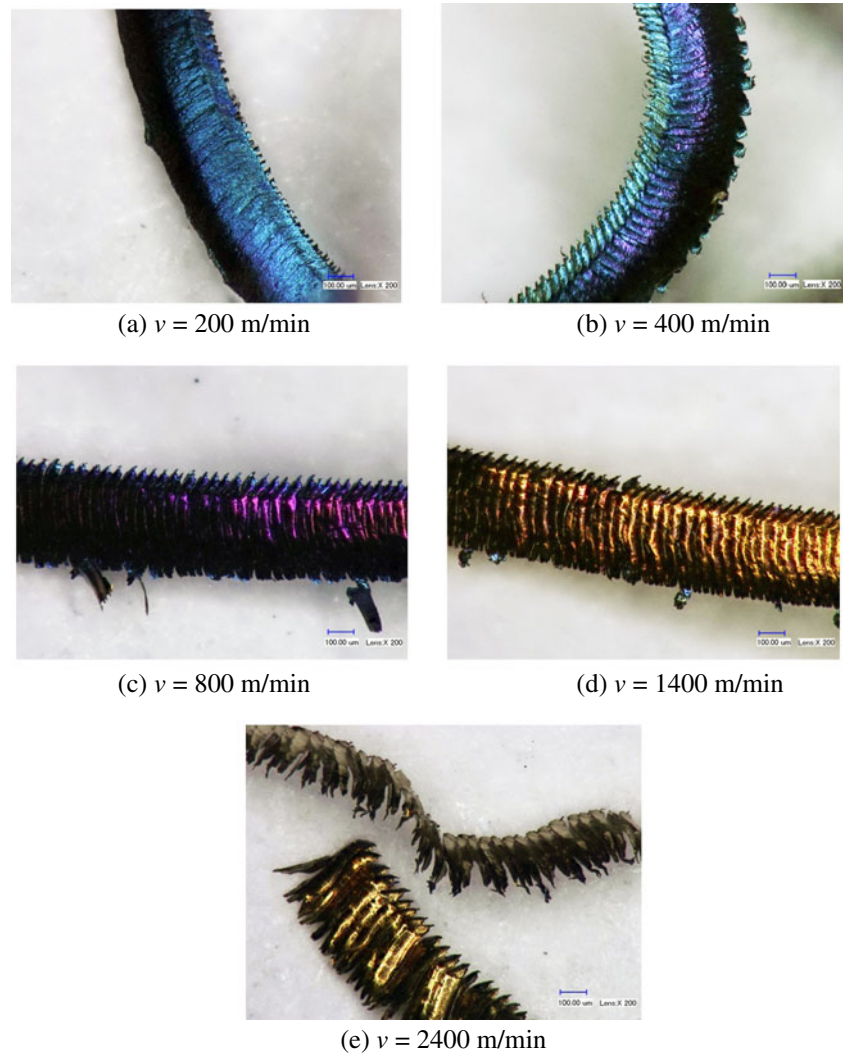 100.00 um Lens:X 200
100.00 um Lens:X 200
(a) v = 200 m/min
(b) v = 400 m/min
100.00 um Lens:X 200
100.00 um Lens:X 200
(c) v = 800 m/min
(d) v = 1400 m/min
100.00 um Lens:X 200
(e) v = 2400 m/min